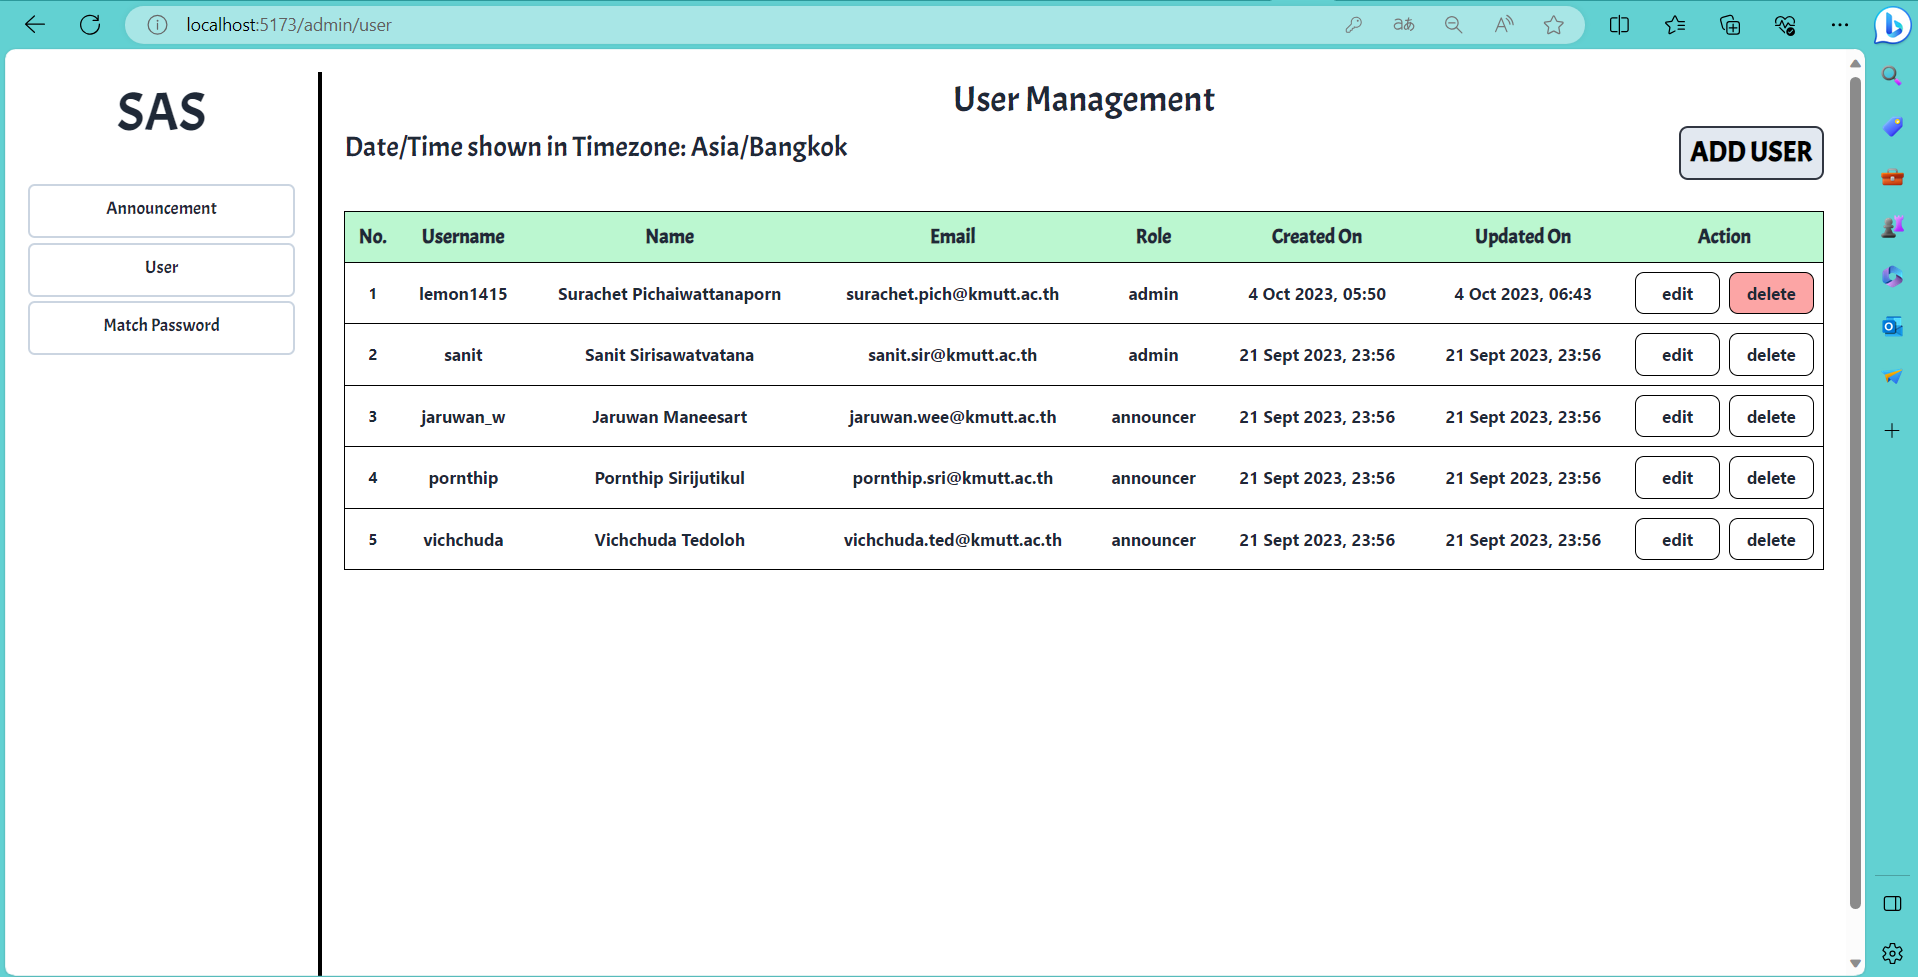 localhost:5173/admin/user
SAS
Announcement
User
Match Password
User Management
Date/Time shown in Timezone: Asia/Bangkok
ADD USER
No. Username Name Email Role Created On Updated On Action
1 lemon1415 Surachet Pichaiwattanaporn surachet.pich@kmutt.ac.th admin 4 Oct 2023, 05:50 4 Oct 2023, 06:43 edit delete
2 sanit Sanit Sirisawatvatana sanit.sir@kmutt.ac.th admin 21 Sept 2023, 23:56 21 Sept 2023, 23:56 edit delete
3 jaruwan_w Jaruwan Maneesart jaruwan.wee@kmutt.ac.th announcer 21 Sept 2023, 23:56 21 Sept 2023, 23:56 edit delete
4 pornthip Pornthip Sirijutikul pornthip.sri@kmutt.ac.th announcer 21 Sept 2023, 23:56 21 Sept 2023, 23:56 edit delete
5 vichchuda Vichchuda Tedoloh vichchuda.ted@kmutt.ac.th announcer 21 Sept 2023, 23:56 21 Sept 2023, 23:56 edit delete